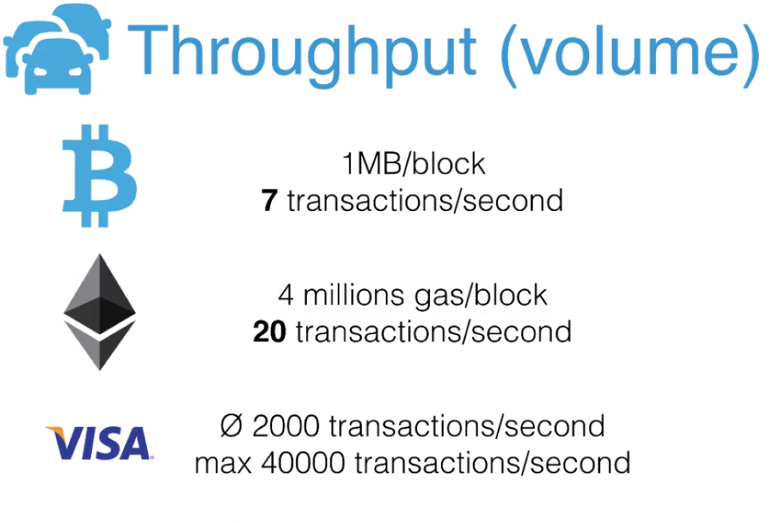 Throughput (volume)
1MB/block
7 transactions/second
4 millions gas/block
20 transactions/second
VISA
Ø 2000 transactions/second
max 40000 transactions/second